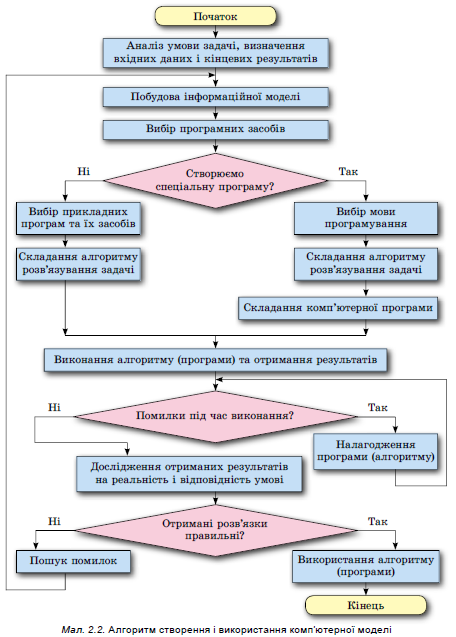 Початок
Аналіз умови задачі, визначення
вхідних даних і кінцевих результатів
Побудова інформаційної моделі
Вибір програмних засобів
Створюємо
спеціальну програму?
Ні
Так
Вибір прикладних
програм та їх засобів
Складання алгоритму
розв'язування задачі
Вибір мови
програмування
Складання алгоритму
розв'язування задачі
Складання комп'ютерної програми
Виконання алгоритму (програми) та отримання результатів
Помилки під час виконання?
Ні
Так
Налагодження
програми (алгоритму)
Дослідження отриманих результатів
на реальність і відповідність умові
Отримані розв'язки
правильні?
Ні
Так
Пошук помилок
Використання алгоритму
(програми)
Кінець
Мал. 2.2. Алгоритм створення і використання комп'ютерної моделі